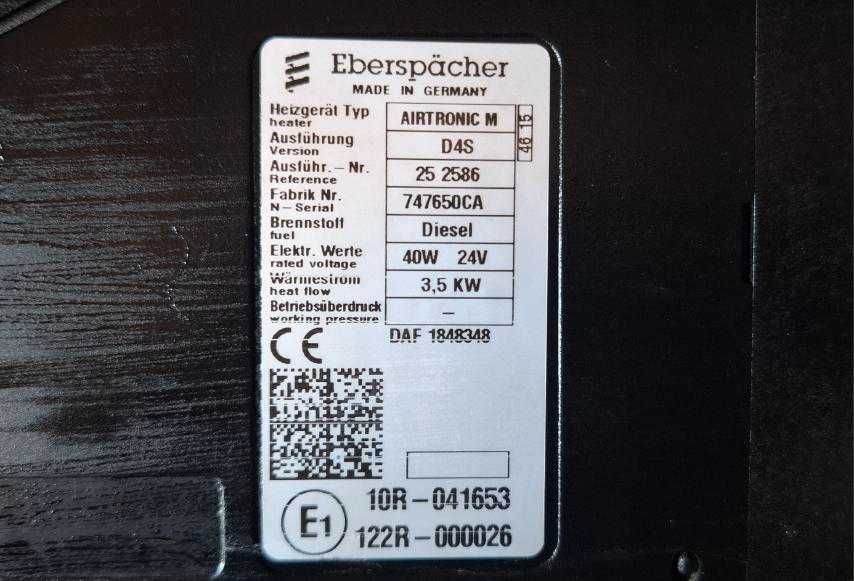 Eberspächer
MADE IN GERMANY
Heizgerät Typ
heater
AIRTRONIC M
46 15
Ausführung
Version
D4S
Ausführ.-Nr.
Reference
25 2586
Fabrik Nr.
N-Serial
747650CA
Brennstoff
fuel
Diesel
Elektr. Werte
rated voltage
40W 24V
Wärmestrom
heat flow
3,5 KW
Betriebsüberdruck
working pressure
–
DAF 1848348
CE
E1
10R-041653
122R-000026